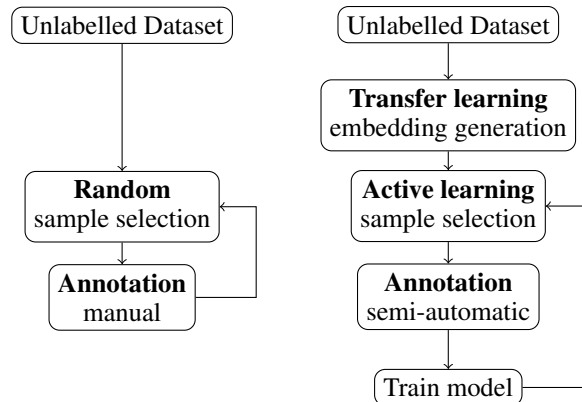 Unlabelled Dataset
Random
sample selection
Annotation
manual
Unlabelled Dataset
Transfer learning
embedding generation
Active learning
sample selection
Annotation
semi-automatic
Train model